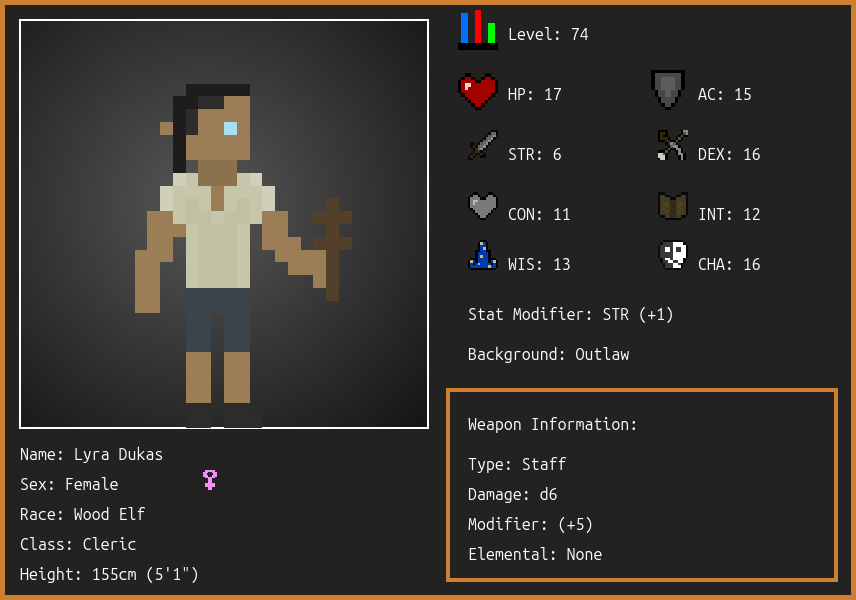 Level: 74
HP: 17
AC: 15
STR: 6
DEX: 16
CON: 11
INT: 12
WIS: 13
CHA: 16
Stat Modifier: STR (+1)
Background: Outlaw
Weapon Information:
Type: Staff
Damage: d6
Modifier: (+5)
Elemental: None
Name: Lyra Dukas
Sex: Female
Race: Wood Elf
Class: Cleric
Height: 155cm (5'1")